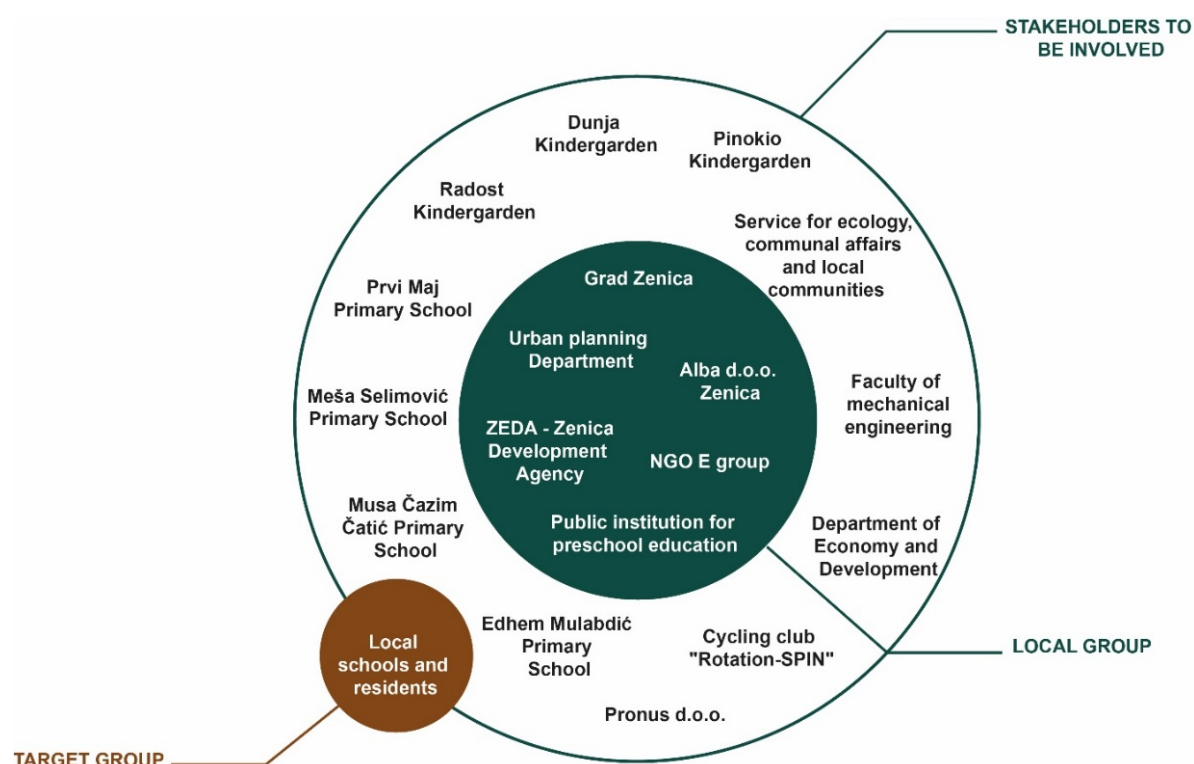 STAKEHOLDERS TO
BE INVOLVED
Dunja
Kindergarden
Pinokio
Kindergarden
Radost
Kindergarden
Service for ecology,
communal affairs
and local
communities
Grad Zenica
Prvi Maj
Primary School
Urban planning
Department
Alba d.o.o.
Zenica
Faculty of
mechanical
engineering
Meša Selimović
Primary School
ZEDA - Zenica
Development
Agency
NGO E group
Musa Ćazim
Ćatić Primary
School
Public institution for
preschool education
Department of
Economy and
Development
Edhem Mulabdić
Primary
School
Cycling club
"Rotation-SPIN"
LOCAL GROUP
Local
schools and
residents
Pronus d.o.o.
TARGET GROUP